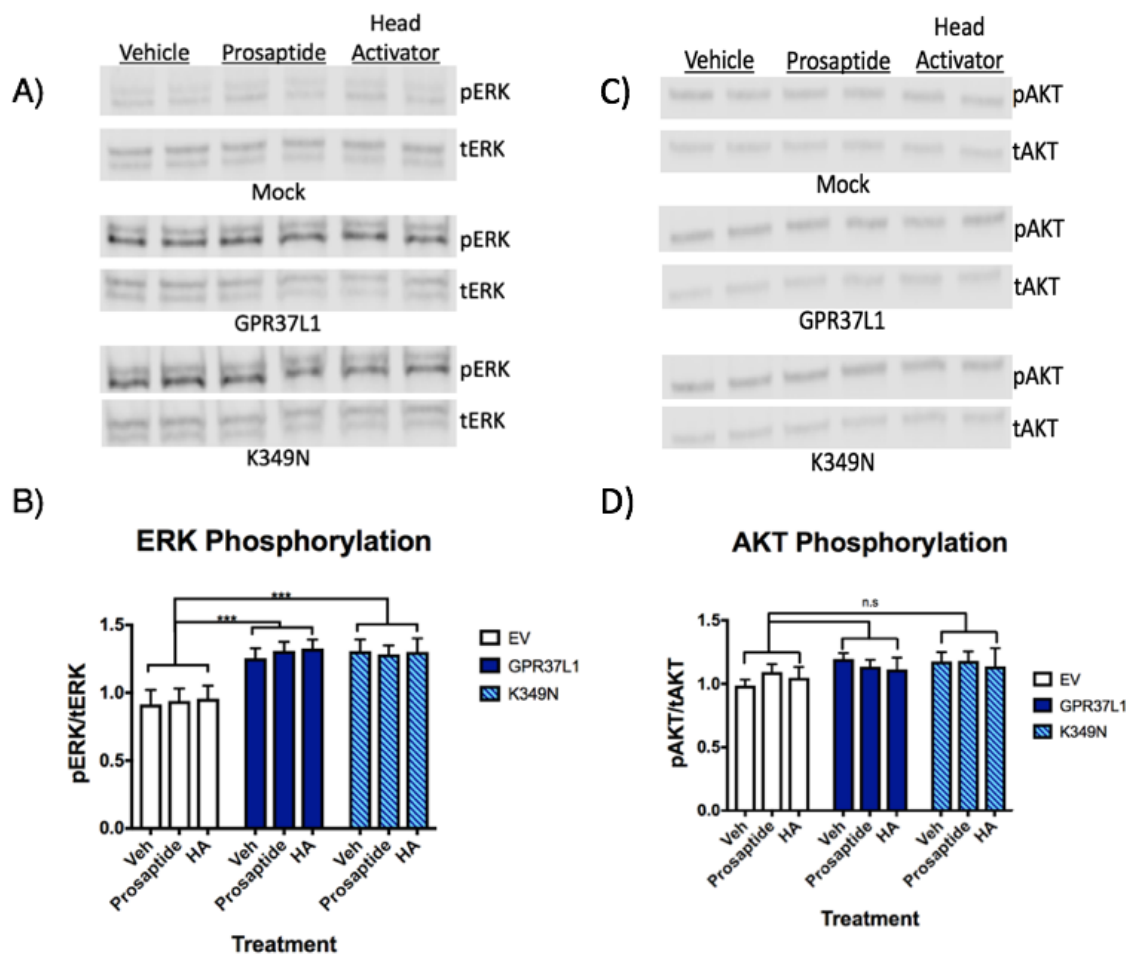 A)
Vehicle Prosaptide Head Activator
pERK
tERK
Mock
pERK
tERK
GPR37L1
pERK
tERK
K349N
C)
Vehicle Prosaptide Head Activator
pAKT
tAKT
Mock
pAKT
tAKT
GPR37L1
pAKT
tAKT
K349N
B)
ERK Phosphorylation
pERK/tERK
1.5
1.0
0.5
0.0
***
***
Veh Prosaptide HA Veh Prosaptide HA Veh Prosaptide HA
Treatment
EV
GPR37L1
K349N
D)
AKT Phosphorylation
pAKT/tAKT
1.5
1.0
0.5
0.0
n.s
Veh Prosaptide HA Veh Prosaptide HA Veh Prosaptide HA
Treatment
EV
GPR37L1
K349N